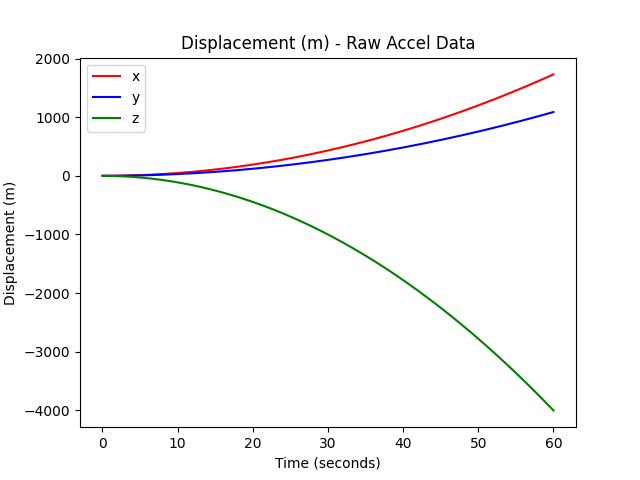 Displacement (m) - Raw Accel Data
x
y
z
2000
1000
0
−1000
−2000
−3000
−4000
Displacement (m)
0 10 20 30 40 50 60
Time (seconds)